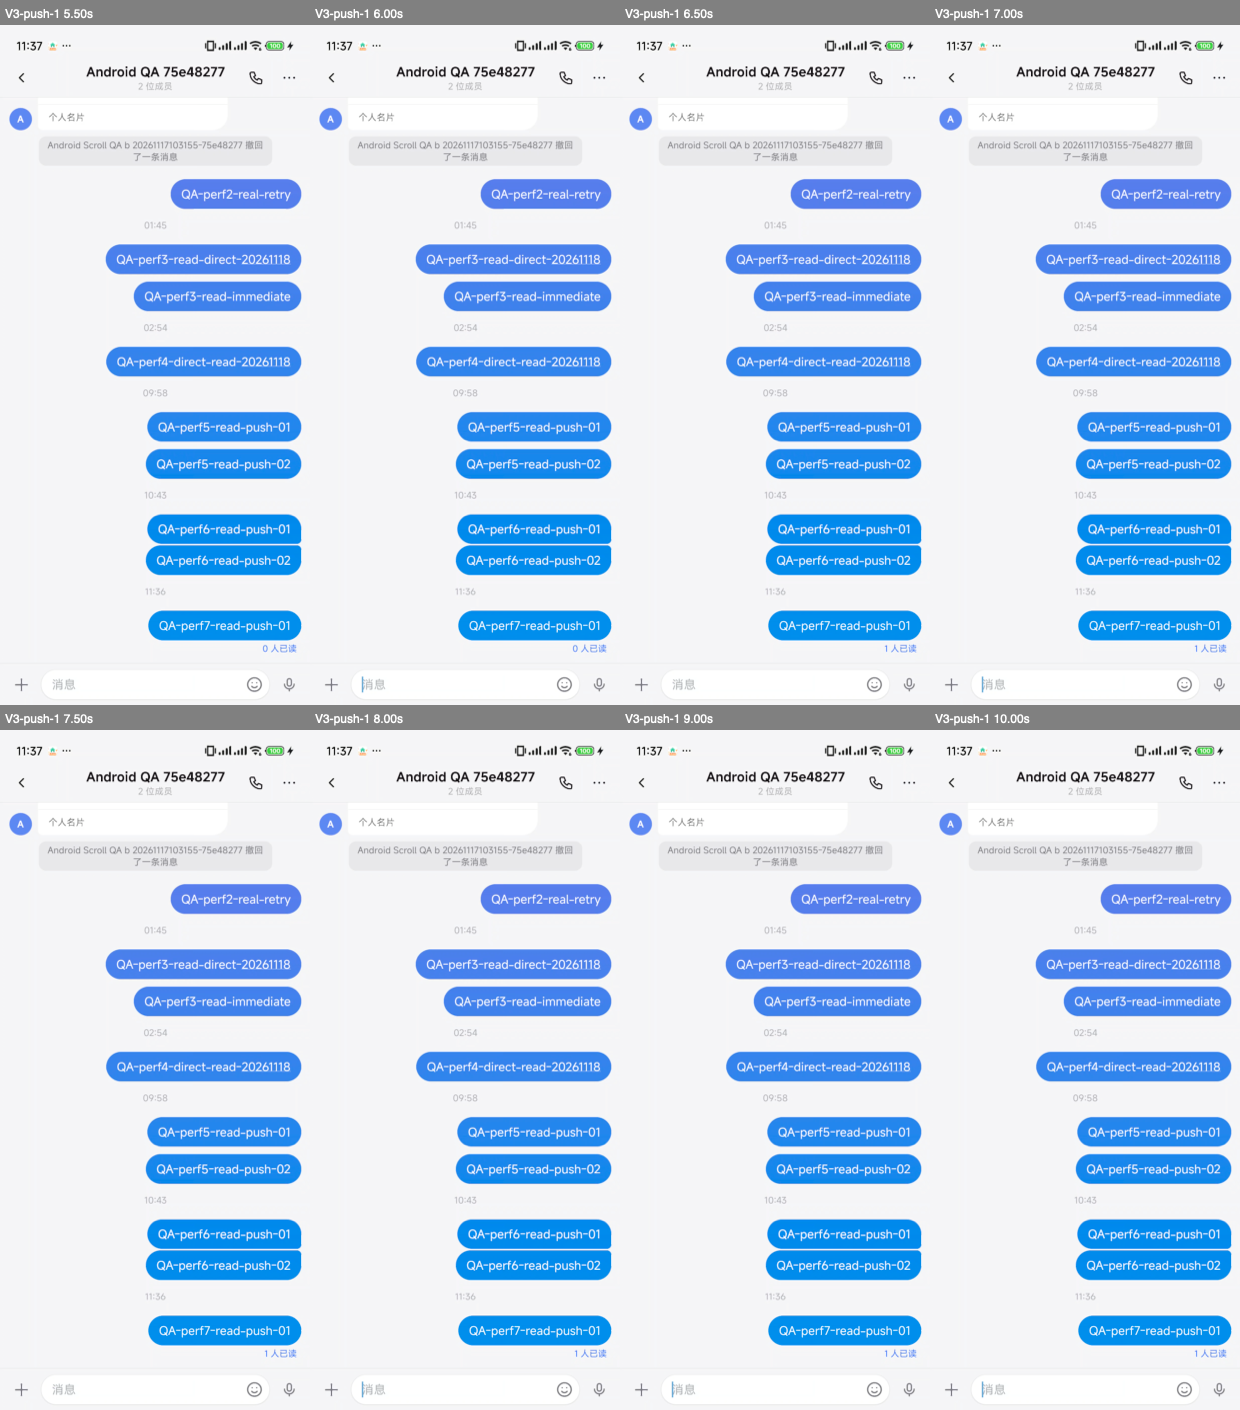 V3-push-1 5.50s
11:37 ··· 100
Android QA 75e48277
2 位成员
A
个人名片
Android Scroll QA b 20261117103155-75e48277 撤回
了一条消息
QA-perf2-real-retry
01:45
QA-perf3-read-direct-20261118
QA-perf3-read-immediate
02:54
QA-perf4-direct-read-20261118
09:58
QA-perf5-read-push-01
QA-perf5-read-push-02
10:43
QA-perf6-read-push-01
QA-perf6-read-push-02
11:36
QA-perf7-read-push-01
0 人已读
消息
V3-push-1 6.00s
11:37 ··· 100
Android QA 75e48277
2 位成员
A
个人名片
Android Scroll QA b 20261117103155-75e48277 撤回
了一条消息
QA-perf2-real-retry
01:45
QA-perf3-read-direct-20261118
QA-perf3-read-immediate
02:54
QA-perf4-direct-read-20261118
09:58
QA-perf5-read-push-01
QA-perf5-read-push-02
10:43
QA-perf6-read-push-01
QA-perf6-read-push-02
11:36
QA-perf7-read-push-01
0 人已读
消息
V3-push-1 6.50s
11:37 ··· 100
Android QA 75e48277
2 位成员
A
个人名片
Android Scroll QA b 20261117103155-75e48277 撤回
了一条消息
QA-perf2-real-retry
01:45
QA-perf3-read-direct-20261118
QA-perf3-read-immediate
02:54
QA-perf4-direct-read-20261118
09:58
QA-perf5-read-push-01
QA-perf5-read-push-02
10:43
QA-perf6-read-push-01
QA-perf6-read-push-02
11:36
QA-perf7-read-push-01
1 人已读
消息
V3-push-1 7.00s
11:37 ··· 100
Android QA 75e48277
2 位成员
A
个人名片
Android Scroll QA b 20261117103155-75e48277 撤回
了一条消息
QA-perf2-real-retry
01:45
QA-perf3-read-direct-20261118
QA-perf3-read-immediate
02:54
QA-perf4-direct-read-20261118
09:58
QA-perf5-read-push-01
QA-perf5-read-push-02
10:43
QA-perf6-read-push-01
QA-perf6-read-push-02
11:36
QA-perf7-read-push-01
1 人已读
消息
V3-push-1 7.50s
11:37 ··· 100
Android QA 75e48277
2 位成员
A
个人名片
Android Scroll QA b 20261117103155-75e48277 撤回
了一条消息
QA-perf2-real-retry
01:45
QA-perf3-read-direct-20261118
QA-perf3-read-immediate
02:54
QA-perf4-direct-read-20261118
09:58
QA-perf5-read-push-01
QA-perf5-read-push-02
10:43
QA-perf6-read-push-01
QA-perf6-read-push-02
11:36
QA-perf7-read-push-01
1 人已读
消息
V3-push-1 8.00s
11:37 ··· 100
Android QA 75e48277
2 位成员
A
个人名片
Android Scroll QA b 20261117103155-75e48277 撤回
了一条消息
QA-perf2-real-retry
01:45
QA-perf3-read-direct-20261118
QA-perf3-read-immediate
02:54
QA-perf4-direct-read-20261118
09:58
QA-perf5-read-push-01
QA-perf5-read-push-02
10:43
QA-perf6-read-push-01
QA-perf6-read-push-02
11:36
QA-perf7-read-push-01
1 人已读
消息
V3-push-1 9.00s
11:37 ··· 100
Android QA 75e48277
2 位成员
A
个人名片
Android Scroll QA b 20261117103155-75e48277 撤回
了一条消息
QA-perf2-real-retry
01:45
QA-perf3-read-direct-20261118
QA-perf3-read-immediate
02:54
QA-perf4-direct-read-20261118
09:58
QA-perf5-read-push-01
QA-perf5-read-push-02
10:43
QA-perf6-read-push-01
QA-perf6-read-push-02
11:36
QA-perf7-read-push-01
1 人已读
消息
V3-push-1 10.00s
11:37 ··· 100
Android QA 75e48277
2 位成员
A
个人名片
Android Scroll QA b 20261117103155-75e48277 撤回
了一条消息
QA-perf2-real-retry
01:45
QA-perf3-read-direct-20261118
QA-perf3-read-immediate
02:54
QA-perf4-direct-read-20261118
09:58
QA-perf5-read-push-01
QA-perf5-read-push-02
10:43
QA-perf6-read-push-01
QA-perf6-read-push-02
11:36
QA-perf7-read-push-01
1 人已读
消息